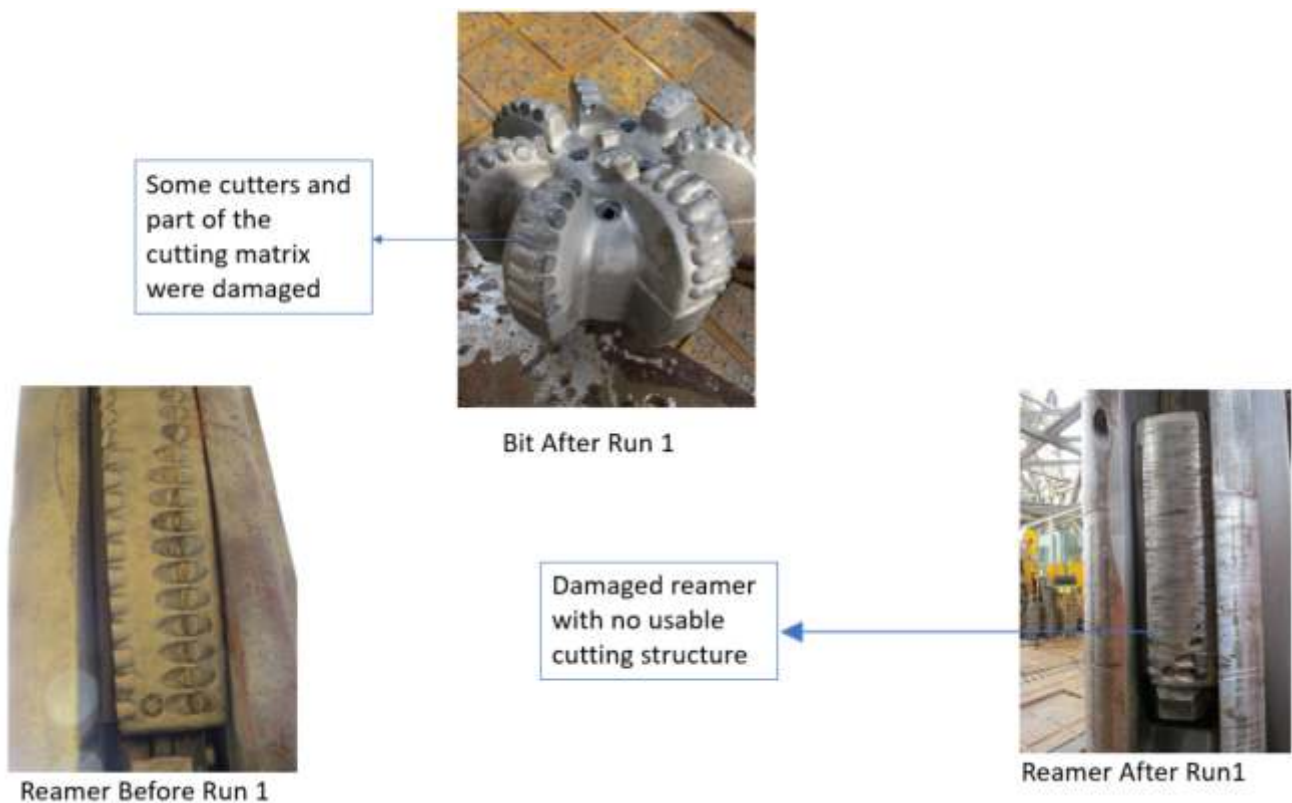 Some cutters and
part of the
cutting matrix
were damaged
Bit After Run 1
Damaged reamer
with no usable
cutting structure
Reamer Before Run 1
Reamer After Run1